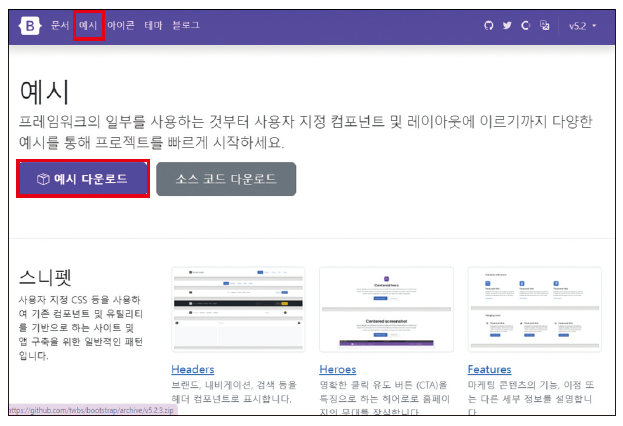 B 문서 예시 아이콘 테마 블로그 v5.2
예시
프레임워크의 일부를 사용하는 것부터 사용자 지정 컴포넌트 및 레이아웃에 이르기까지 다양한
예시를 통해 프로젝트를 빠르게 시작하세요.
예시 다운로드 소스 코드 다운로드
스니펫
사용자 지정 CSS 등을 사용하
여 기존 컴포넌트 및 유틸리티
를 기반으로 하는 사이트 및
앱 구축을 위한 일반적인 패턴
입니다.
Centered hero
Centered screenshot
Headers
브랜드, 내비게이션, 검색 등을
헤더 컴포넌트로 표시합니다.
Heroes
명확한 클릭 유도 버튼 (CTA)을
특징으로 하는 히어로로 홈페이
지의 무대를 장식합니다.
Features
마케팅 콘텐츠의 기능, 이점 또
는 다른 세부 정보를 설명합니
다.
https://github.com/twbs/bootstrap/archive/v5.2.3.zip